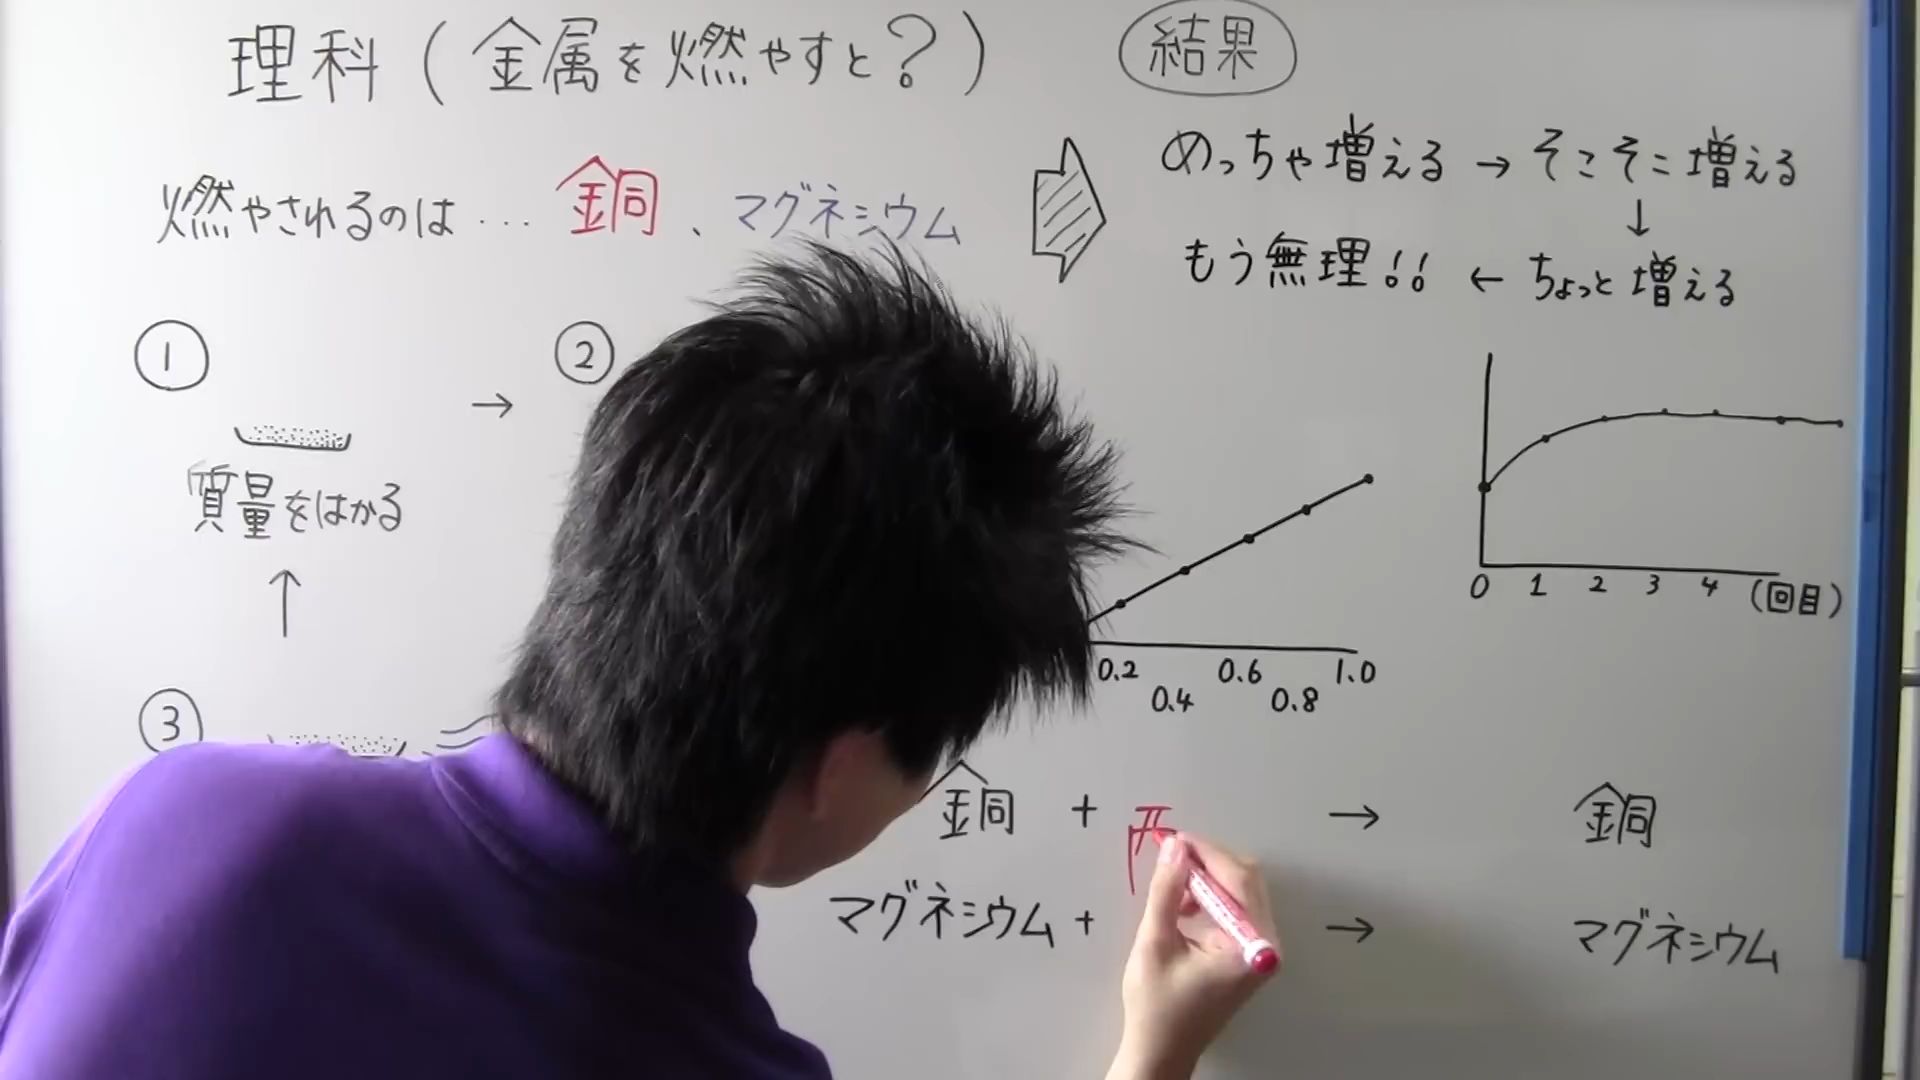 理科(金属を燃やすと?)
燃やされるのは… 銅、マグネシウム
① → ②
質量をはかる
↑
③
結果
めっちゃ増える → そこそこ増える
↓
もう無理!! ← ちょっと増える
0 1 2 3 4 (回目)
0.2 0.4 0.6 0.8 1.0
銅 + → 銅
マグネシウム + → マグネシウム